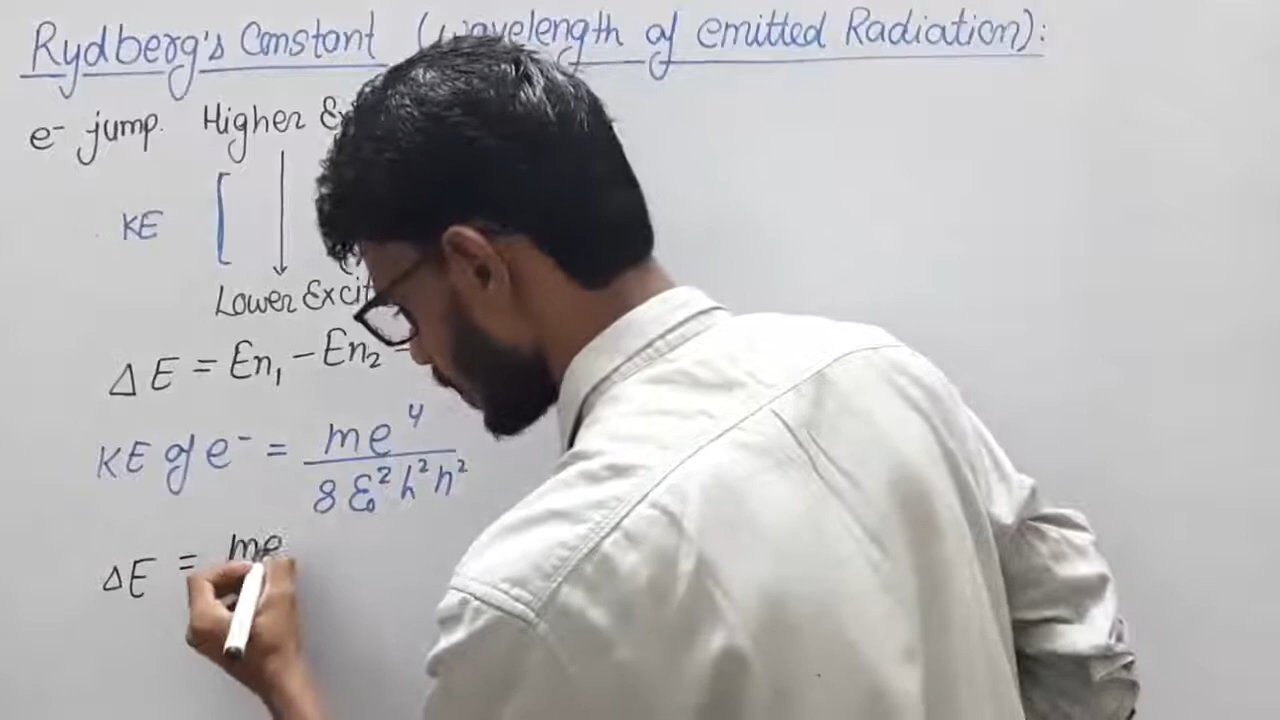 Rydberg's Constant (wavelength of emitted Radiation):
e⁻ jump. Higher
KE
Lower
ΔE = En₁ - En₂ -
KE of e⁻ = me⁴ / 8ε₀²h²n²
ΔE = me